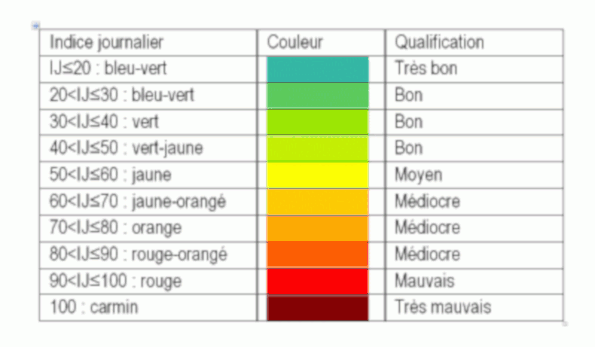 Indice journalier Couleur Qualification
IJ≤20 : bleu-vert Très bon
20<IJ≤30 : bleu-vert Bon
30<IJ≤40 : vert Bon
40<IJ≤50 : vert-jaune Bon
50<IJ≤60 : jaune Moyen
60<IJ≤70 : jaune-orangé Médiocre
70<IJ≤80 : orange Médiocre
80<IJ≤90 : rouge-orangé Médiocre
90<IJ≤100 : rouge Mauvais
100 : carmin Très mauvais